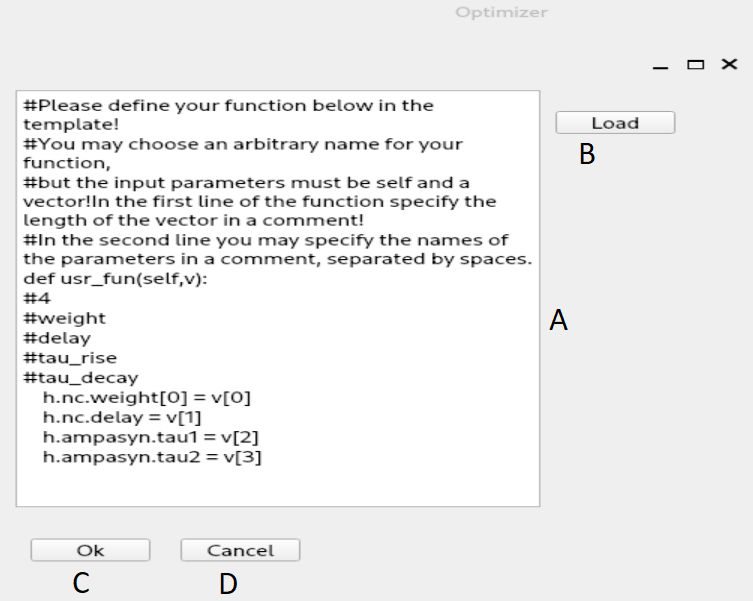 Optimizer
#Please define your function below in the
template!
Load
#You may choose an arbitrary name for your
function,
B
#but the input parameters must be self and a
vector!In the first line of the function specify the
length of the vector in a comment!
#In the second line you may specify the names of
the parameters in a comment, separated by spaces.
def usr_fun(self,v):
#4
#weight
A
#delay
#tau_rise
#tau_decay
h.nc.weight[0] = v[0]
h.nc.delay = v[1]
h.ampasyn.tau1 = v[2]
h.ampasyn.tau2 = v[3]
Ok Cancel
C D